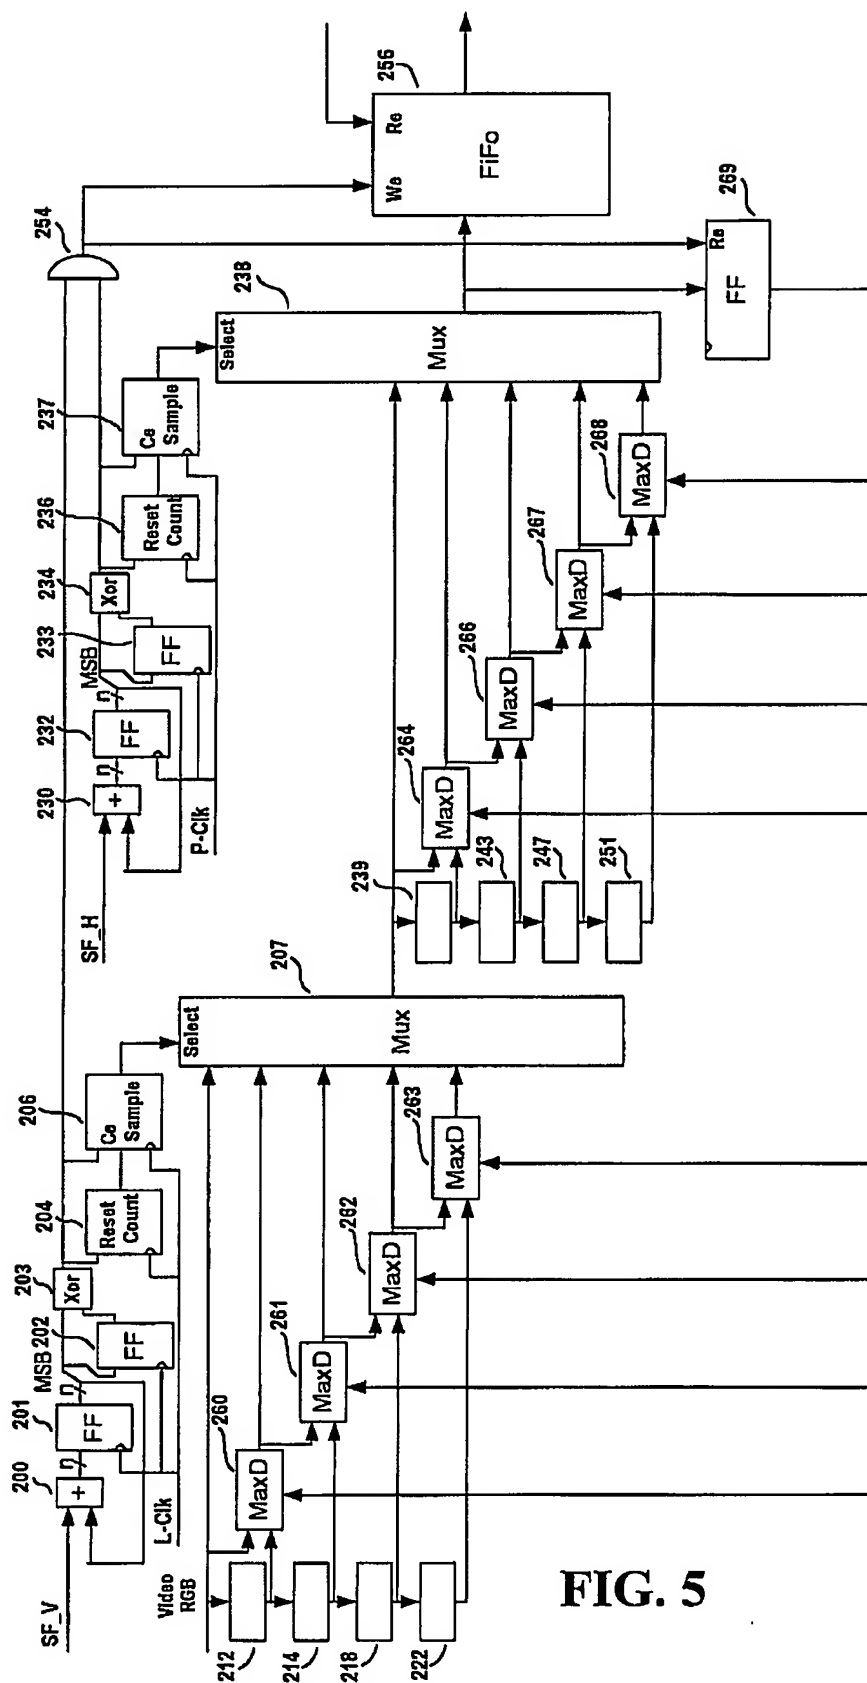 SF_V
200
+
n
201
FF
n
MSB
202
FF
203
Xor
204
Reset
Count
206
Ce
Sample
L-Clk
Video
RGB
207
Select
Mux
212
214
218
222
260
MaxD
261
MaxD
262
MaxD
263
MaxD
SF_H
230
+
n
232
FF
n
MSB
233
FF
234
Xor
236
Reset
Count
237
Ce
Sample
P-Clk
238
Select
Mux
239
243
247
251
264
MaxD
266
MaxD
267
MaxD
268
MaxD
254
256
We
Re
FiFo
269
Re
FF
FIG. 5